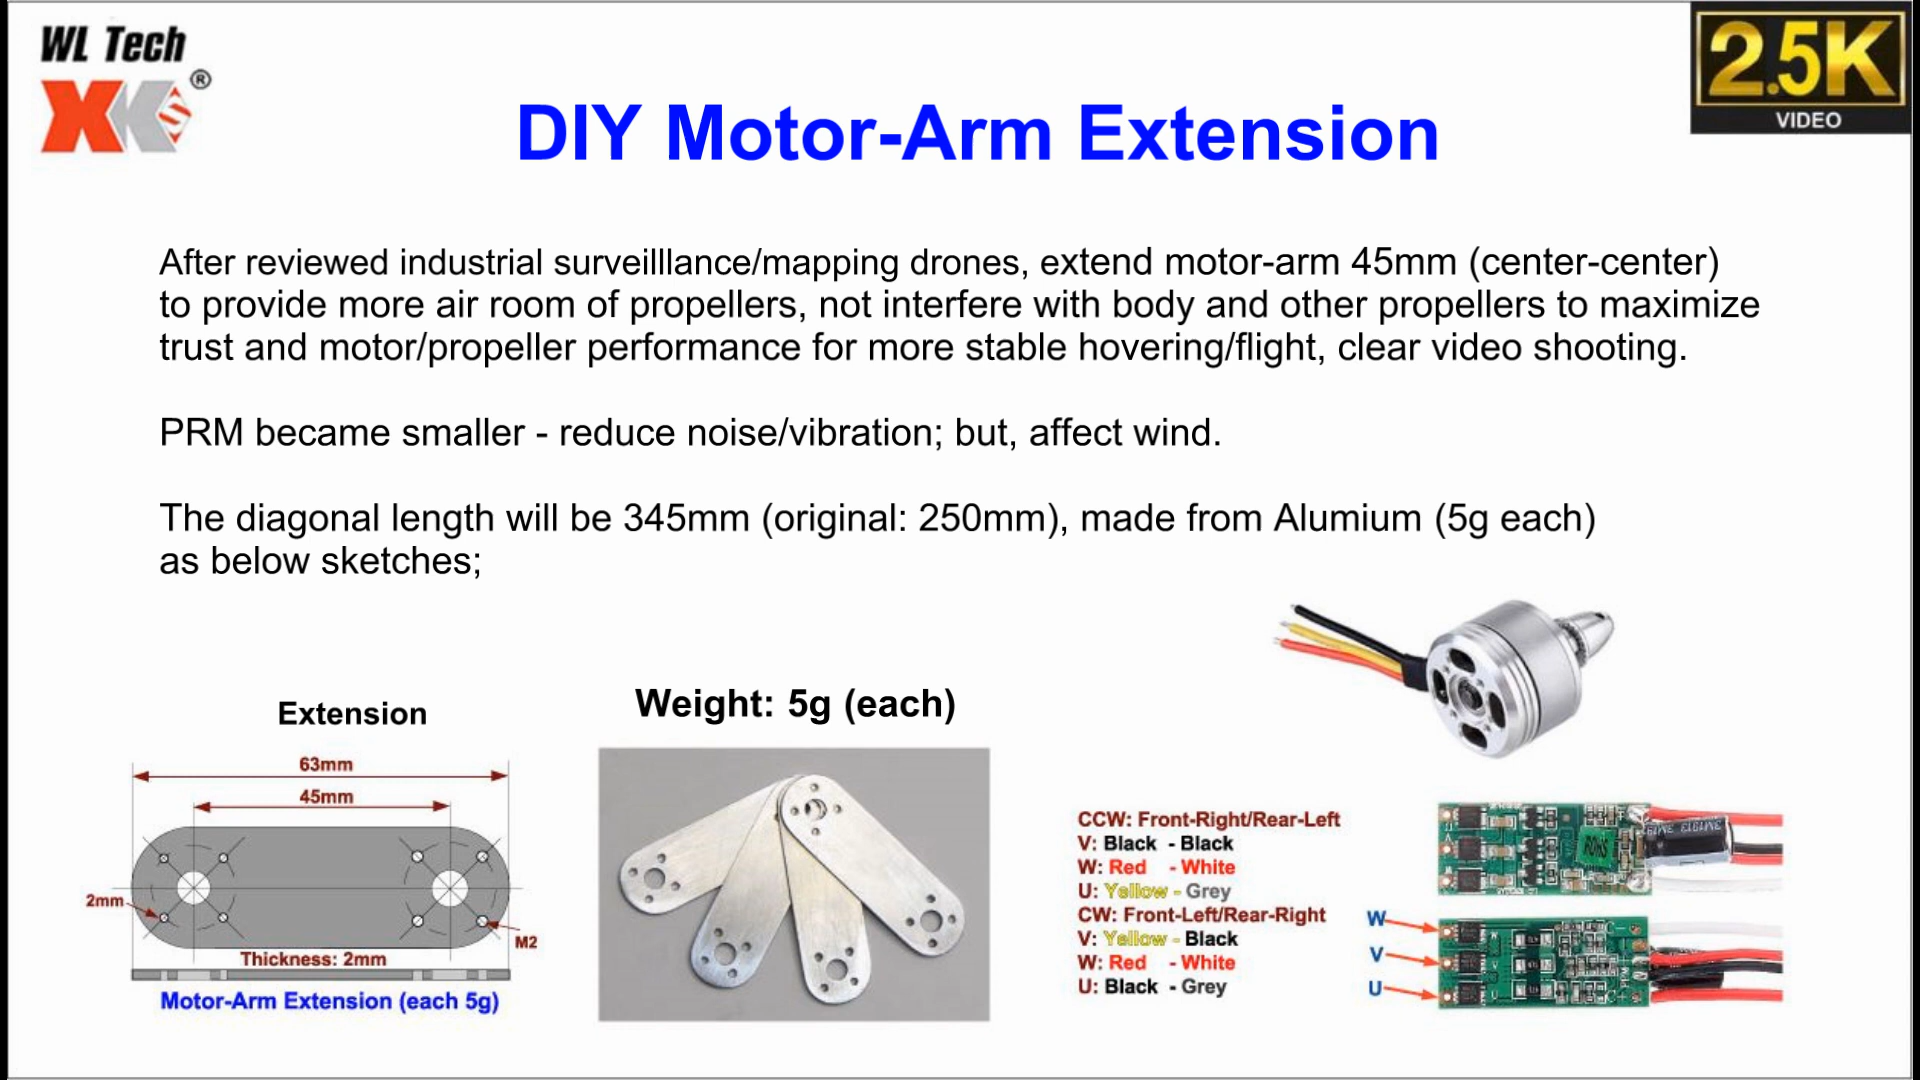 WL Tech
XK®
2.5K
VIDEO
DIY Motor-Arm Extension
After reviewed industrial surveilllance/mapping drones, extend motor-arm 45mm (center-center)
to provide more air room of propellers, not interfere with body and other propellers to maximize
trust and motor/propeller performance for more stable hovering/flight, clear video shooting.
PRM became smaller - reduce noise/vibration; but, affect wind.
The diagonal length will be 345mm (original: 250mm), made from Alumium (5g each)
as below sketches;
Extension
63mm
45mm
2mm
M2
Thickness: 2mm
Motor-Arm Extension (each 5g)
Weight: 5g (each)
CCW: Front-Right/Rear-Left
V: Black - Black
W: Red - White
U: Yellow - Grey
CW: Front-Left/Rear-Right
V: Yellow - Black
W: Red - White
U: Black - Grey
W
V
U
ROHS